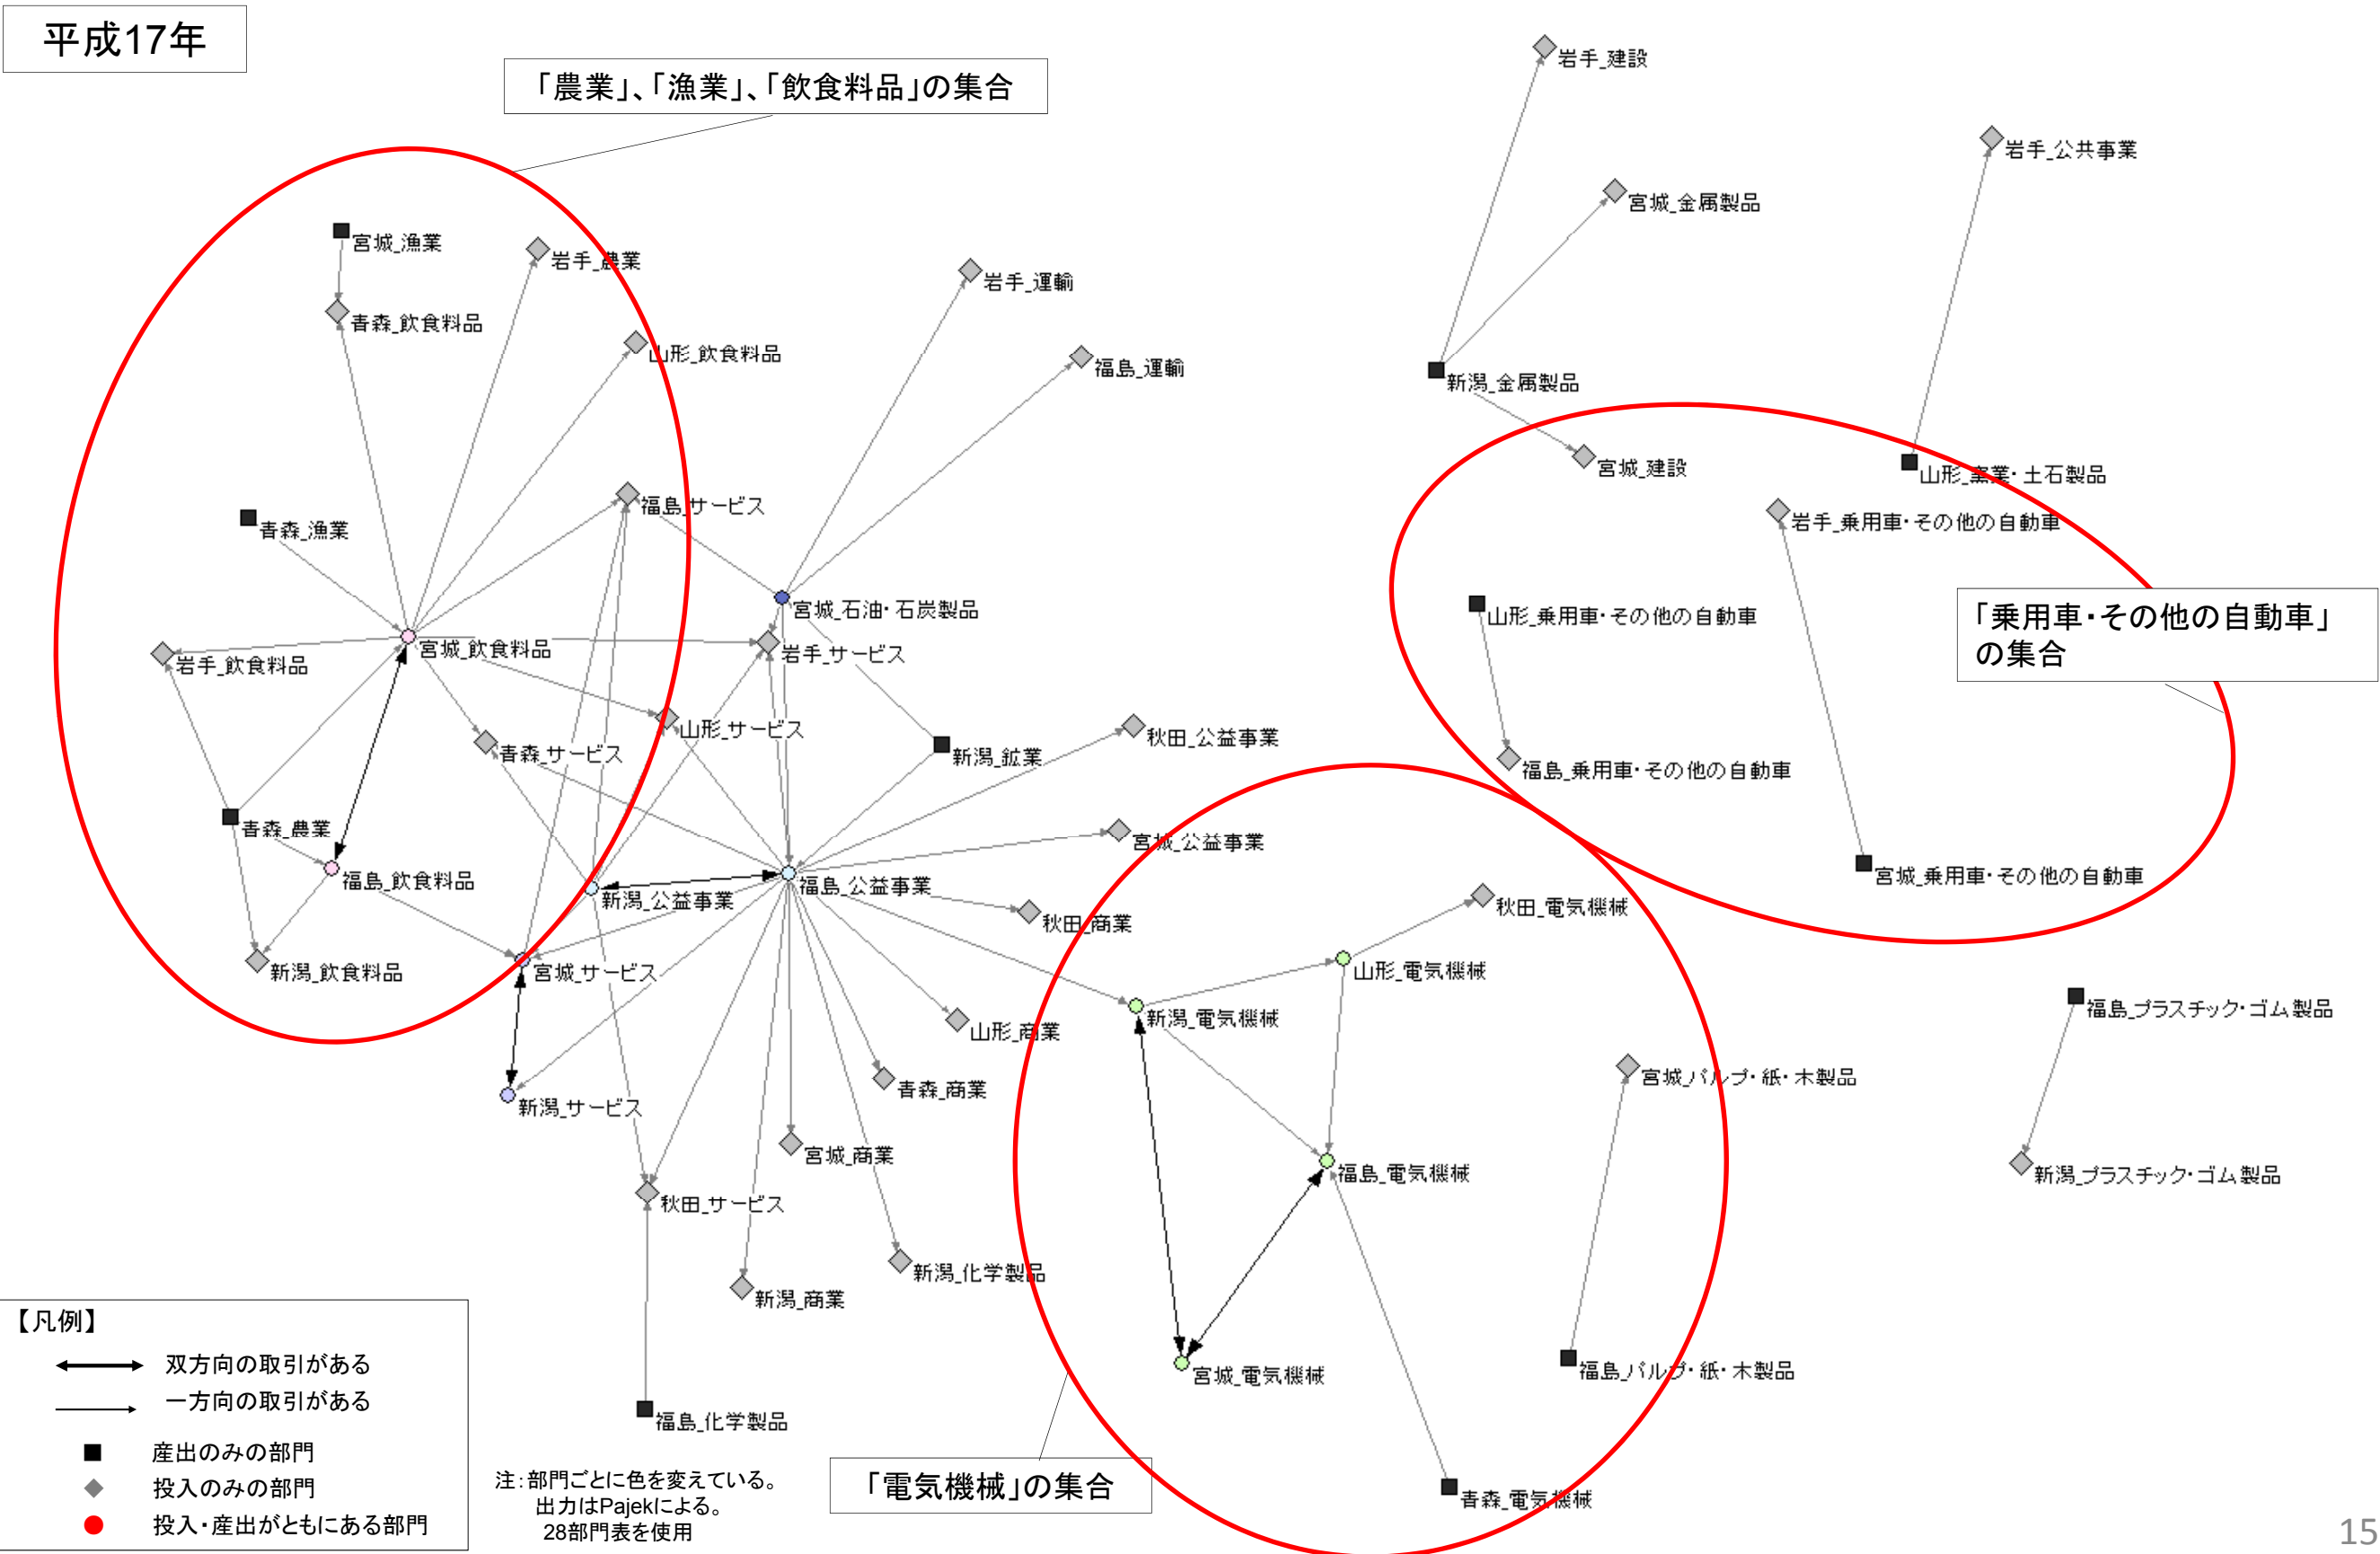 平成17年
「農業」、「漁業」、「飲食料品」の集合
岩手_建設
岩手_公共事業
宮城_金属製品
宮城_漁業
岩手_農業
岩手_運輸
青森_飲食料品
山形_飲食料品
福島_運輸
新潟_金属製品
宮城_建設
山形_窯業・土石製品
福島_サービス
青森_漁業
岩手_乗用車・その他の自動車
宮城_石油・石炭製品
山形_乗用車・その他の自動車
「乗用車・その他の自動車」
の集合
宮城_飲食料品
岩手_サービス
岩手_飲食料品
山形_サービス
青森_サービス
新潟_鉱業
秋田_公益事業
福島_乗用車・その他の自動車
青森_農業
宮城_公益事業
福島_飲食料品
新潟_公益事業
福島_公益事業
宮城_乗用車・その他の自動車
秋田_商業
秋田_電気機械
新潟_飲食料品
宮城_サービス
山形_電気機械
新潟_電気機械
山形_商業
福島_プラスチック・ゴム製品
青森_商業
新潟_サービス
宮城_パルプ・紙・木製品
宮城_商業
福島_電気機械
新潟_プラスチック・ゴム製品
秋田_サービス
新潟_化学製品
新潟_商業
宮城_電気機械
福島_パルプ・紙・木製品
福島_化学製品
青森_電気機械
「電気機械」の集合
【凡例】
双方向の取引がある
一方向の取引がある
産出のみの部門
投入のみの部門
投入・産出がともにある部門
注：部門ごとに色を変えている。
出力はPajekによる。
28部門表を使用
15